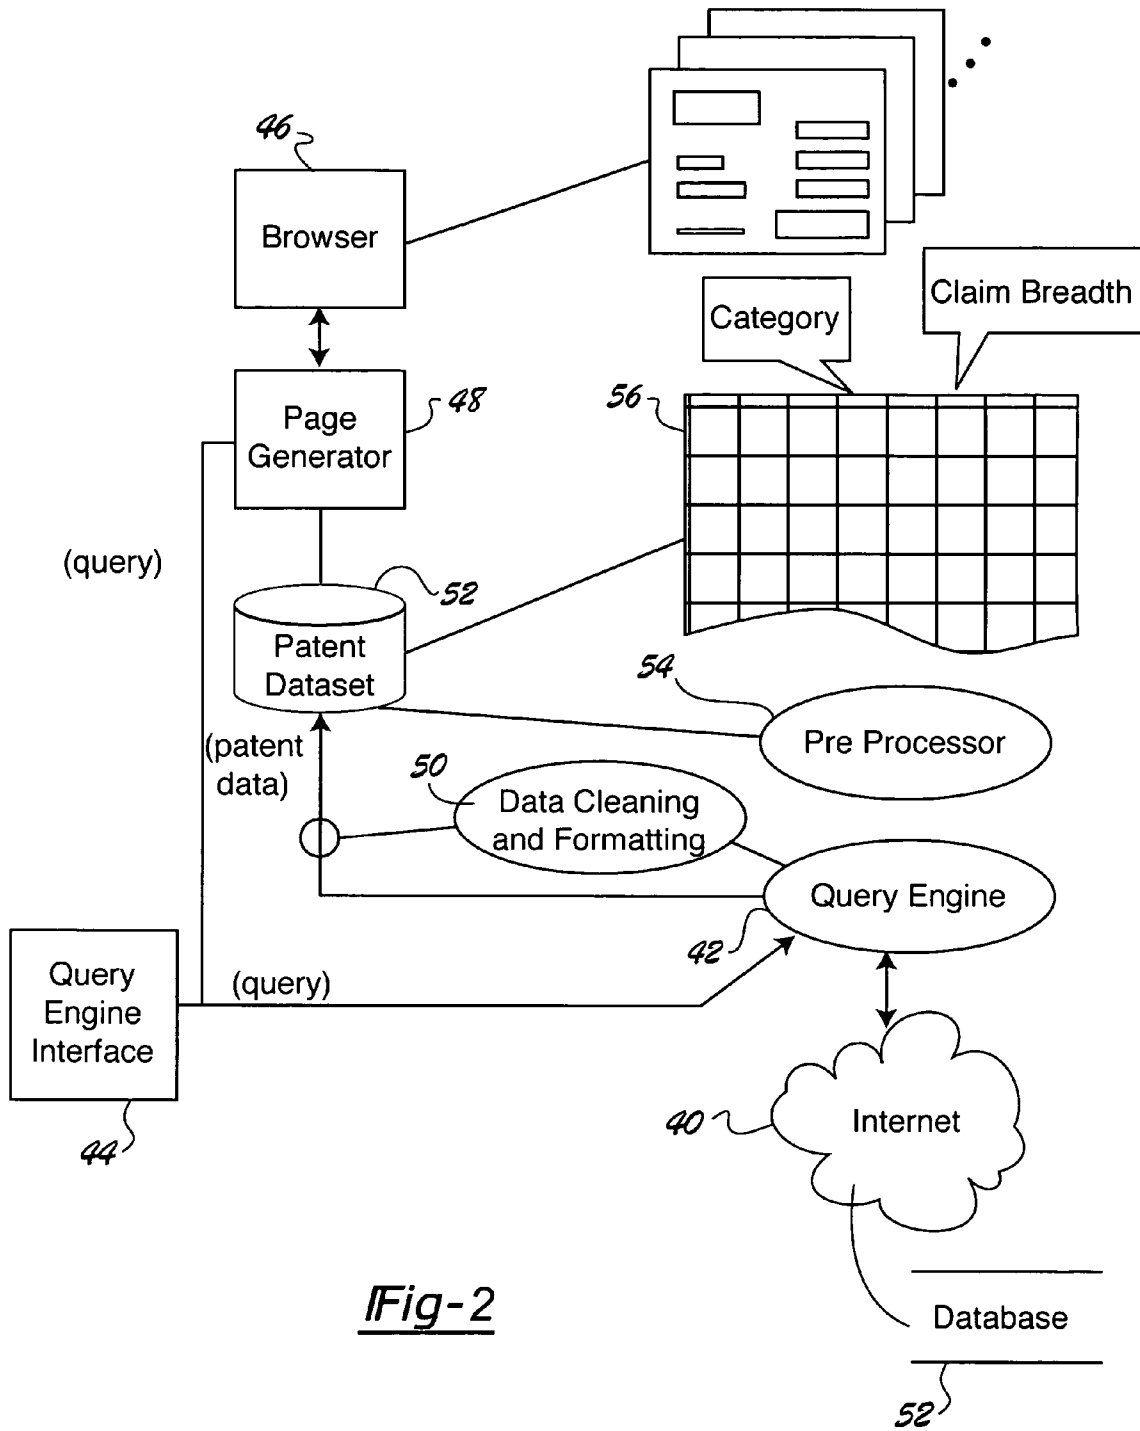 46
Browser
Claim Breadth
Category
Page
Generator
48
56
(query)
52
Patent
Dataset
54
Pre Processor
(patent
data)
50
Data Cleaning
and Formatting
Query Engine
42
Query
Engine
Interface
(query)
44
40
Internet
Fig-2
Database
52